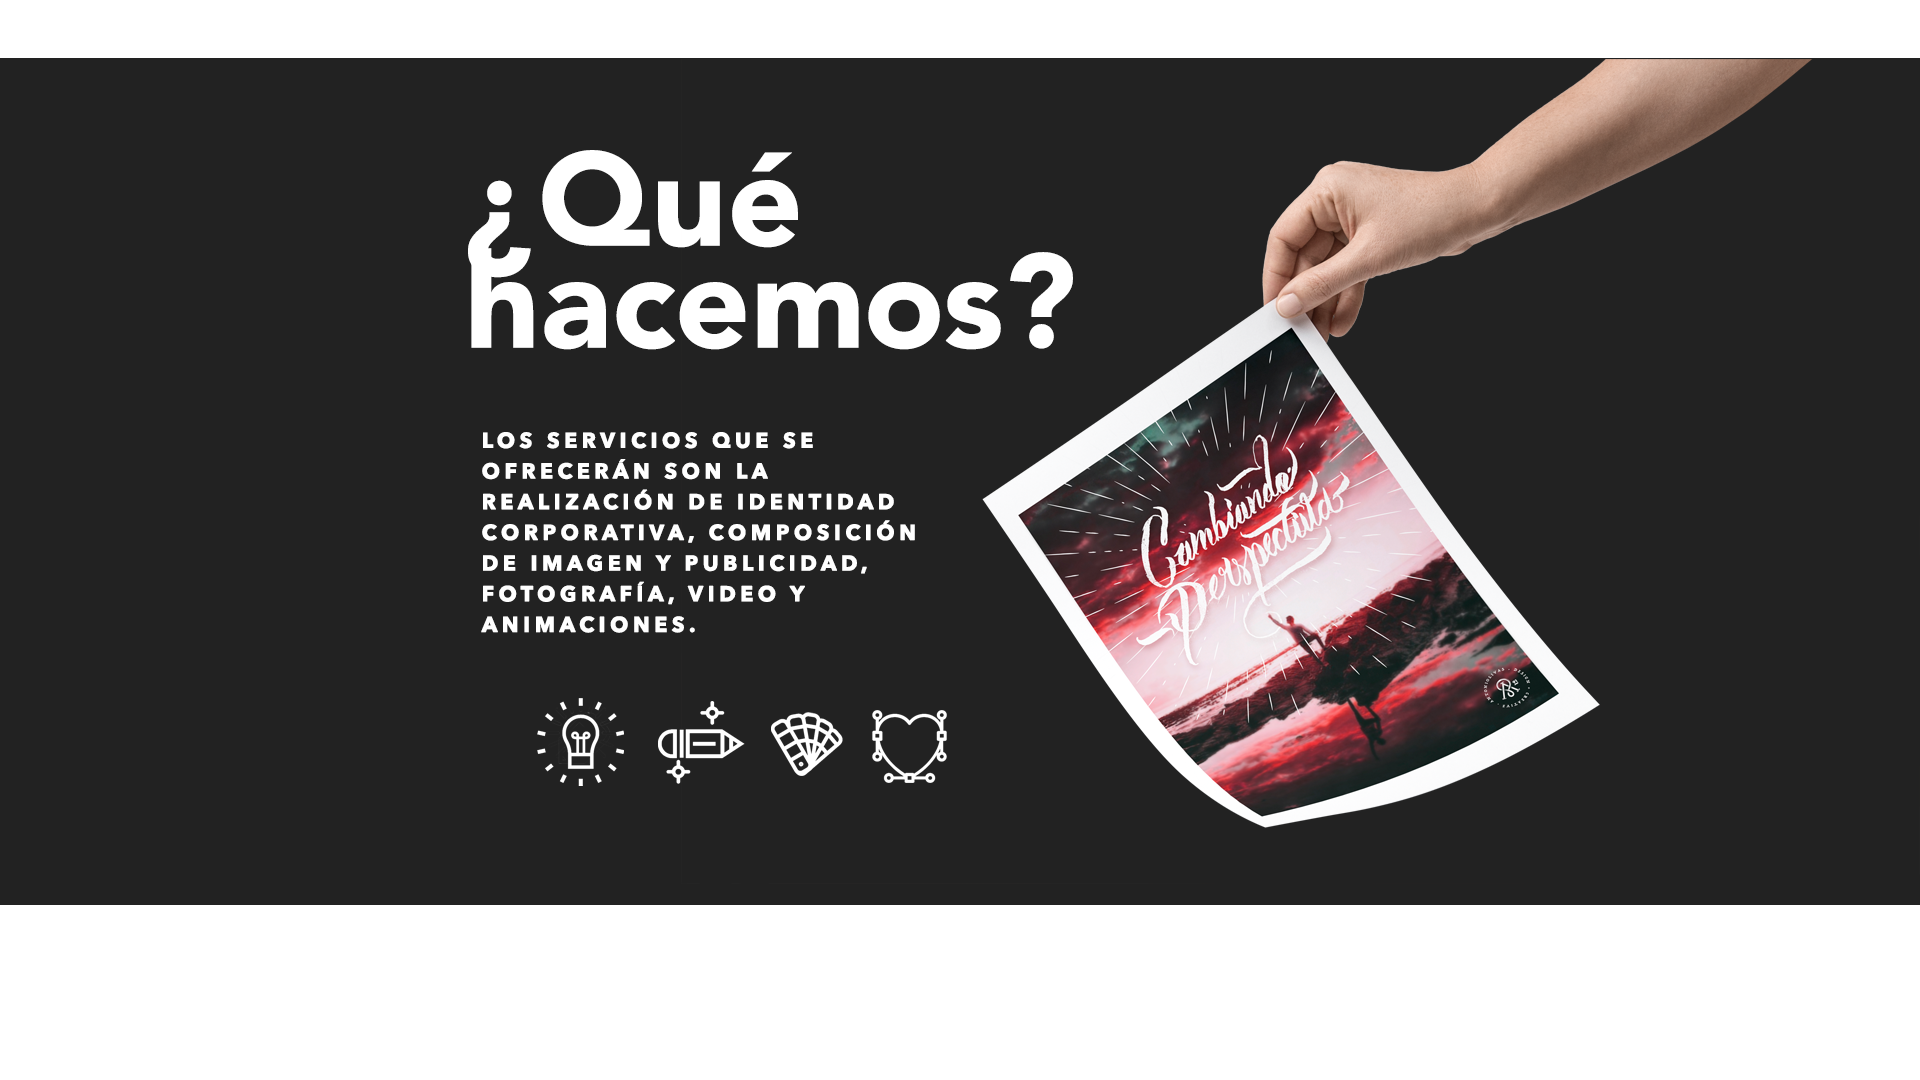 ¿Qué
hacemos?
LOS SERVICIOS QUE SE
OFRECERÁN SON LA
REALIZACIÓN DE IDENTIDAD
CORPORATIVA, COMPOSICIÓN
DE IMAGEN Y PUBLICIDAD,
FOTOGRAFÍA, VIDEO Y
ANIMACIONES.
Cambiando
Perspectivas